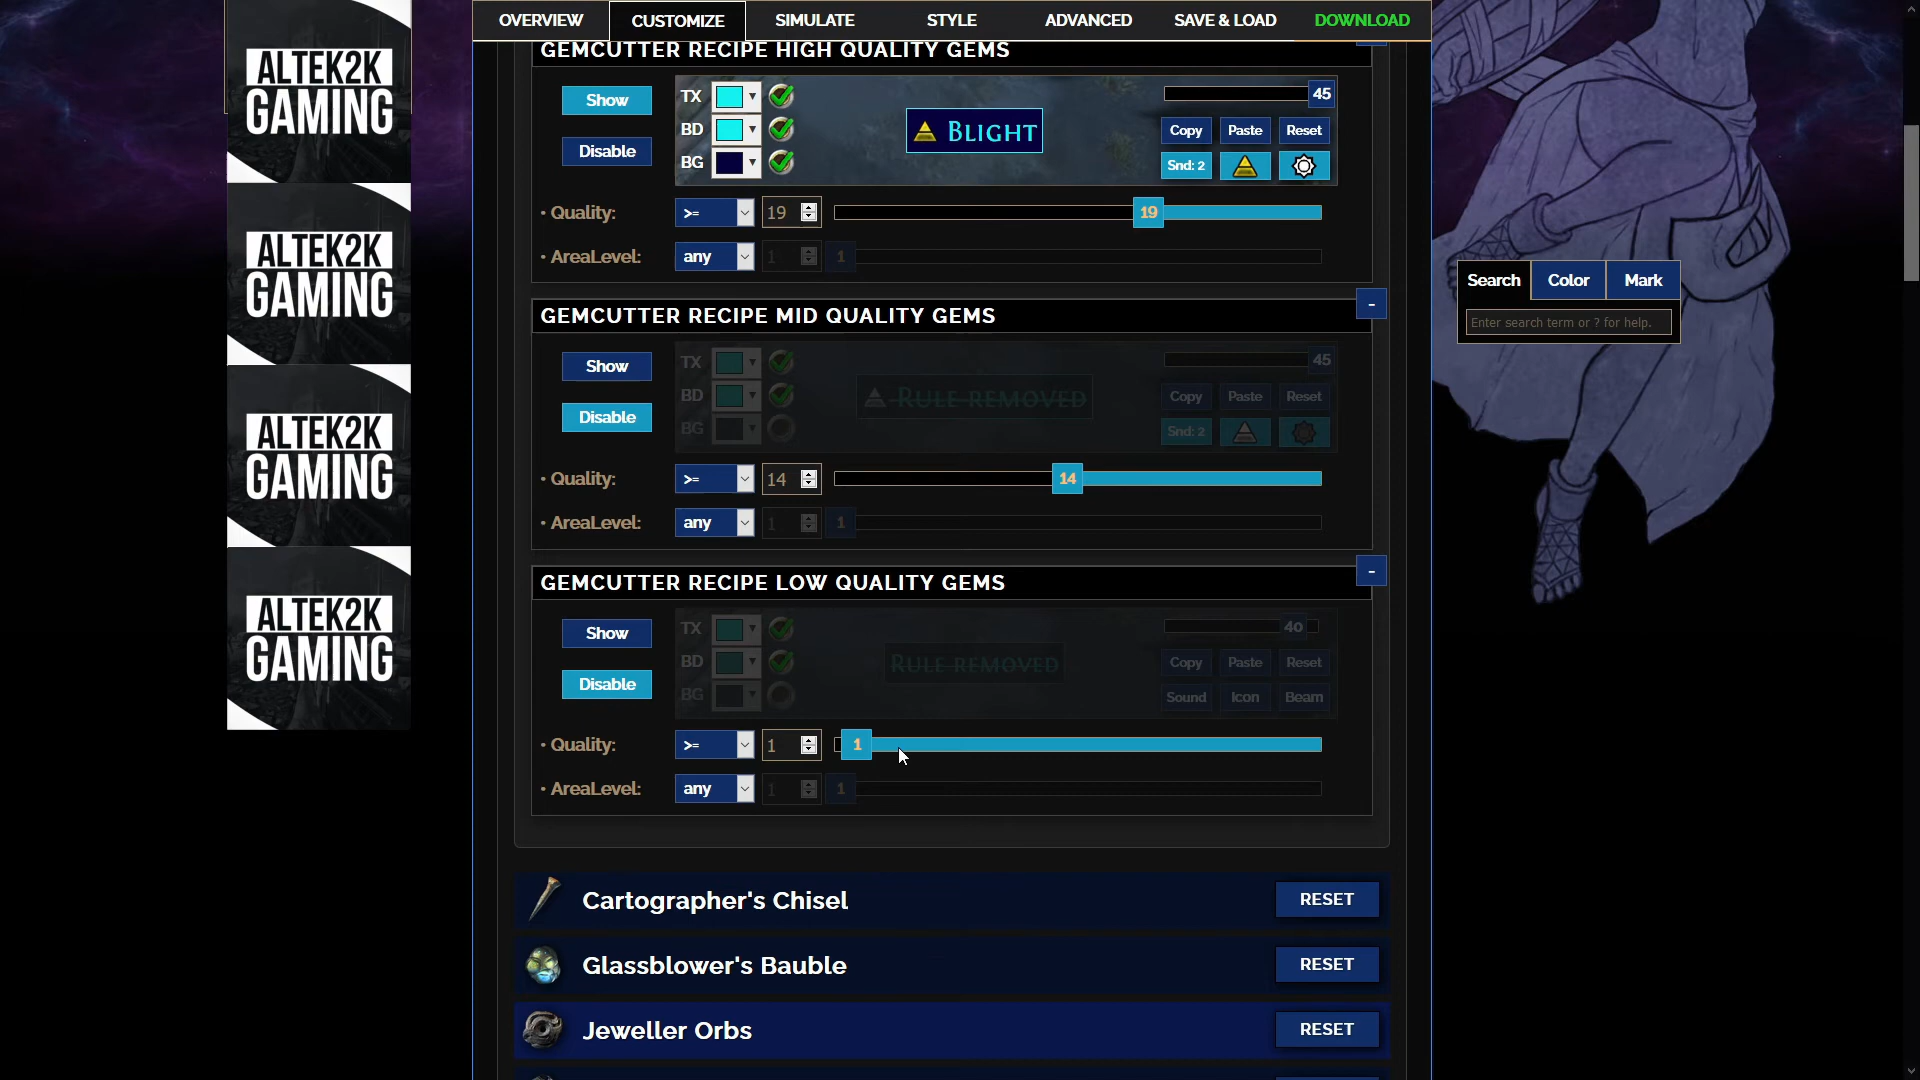 OVERVIEW CUSTOMIZE SIMULATE STYLE ADVANCED SAVE & LOAD DOWNLOAD
ALTEK2K
GAMING
ALTEK2K
GAMING
ALTEK2K
GAMING
ALTEK2K
GAMING
GEMCUTTER RECIPE HIGH QUALITY GEMS
Show
Disable
TX
BD
BG
Blight
45
Copy Paste Reset
Snd: 2
• Quality: >= 19 19
• AreaLevel: any 1 1
GEMCUTTER RECIPE MID QUALITY GEMS
-
Show
Disable
TX
BD
BG
Rule removed
45
Copy Paste Reset
Snd: 2
• Quality: >= 14 14
• AreaLevel: any 1 1
GEMCUTTER RECIPE LOW QUALITY GEMS
-
Show
Disable
TX
BD
BG
Rule removed
40
Copy Paste Reset
Sound Icon Beam
• Quality: >= 1 1
• AreaLevel: any 1 1
Cartographer's Chisel RESET
Glassblower's Bauble RESET
Jeweller Orbs RESET
Search Color Mark
Enter search term or ? for help.